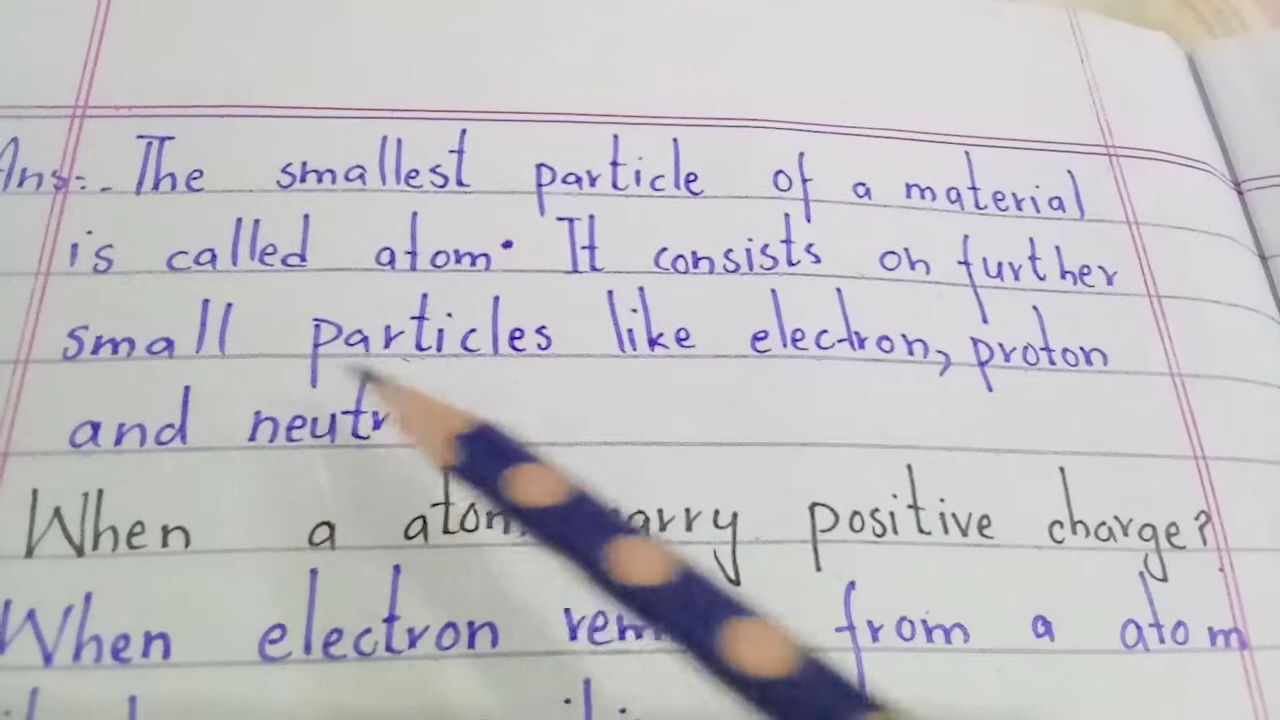 Ans:- The smallest particle of a material
is called atom. It consists on further
small particles like electron, proton
and neutr
When a atom arry positive charge?
When electron rem from a atom